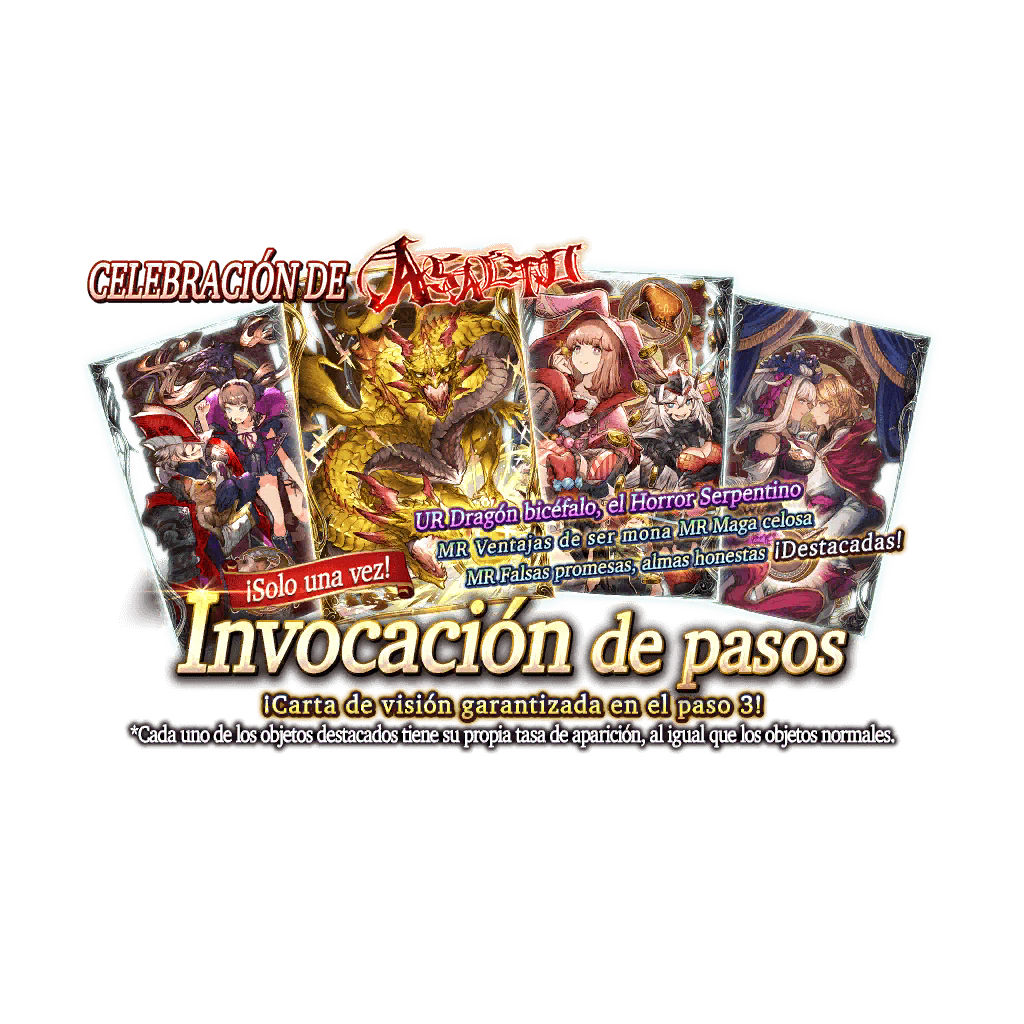 CELEBRACIÓN DE ASALTO
UR Dragón bicéfalo, el Horror Serpentino
MR Ventajas de ser mona MR Maga celosa
MR Falsas promesas, almas honestas ¡Destacadas!
¡Solo una vez!
Invocación de pasos
¡Carta de visión garantizada en el paso 3!
*Cada uno de los objetos destacados tiene su propia tasa de aparición, al igual que los objetos normales.